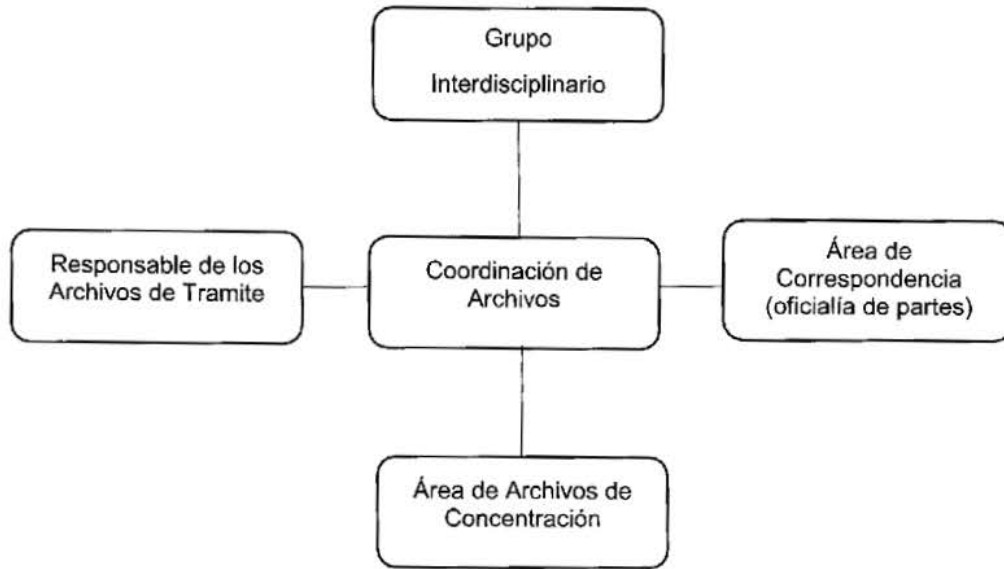 Grupo
Interdisciplinario
Responsable de los
Archivos de Tramite
Coordinación de
Archivos
Área de
Correspondencia
(oficialía de partes)
Área de Archivos de
Concentración